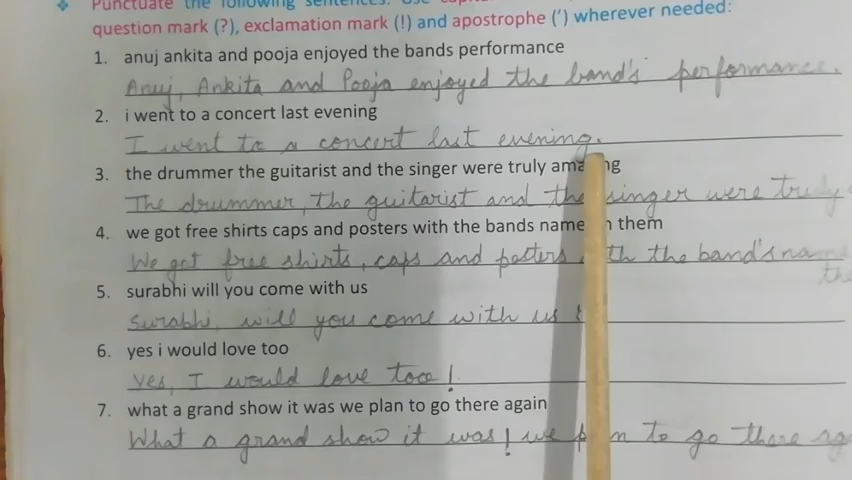 Punctuate the following sentences. Use
question mark (?), exclamation mark (!) and apostrophe (') wherever needed:
1. anuj ankita and pooja enjoyed the bands performance
Anuj, Ankita and Pooja enjoyed the band's performance.
2. i went to a concert last evening
I went to a concert last evening.
3. the drummer the guitarist and the singer were truly
The drummer, the guitarist and the singer were truly
4. we got free shirts caps and posters with the bands name them
We got free shirts, caps and posters the band's name
5. surabhi will you come with us
Surabhi, will you come with us
6. yes i would love too
Yes, I would love too!
7. what a grand show it was we plan to go there again
What a grand show it was! we to go there